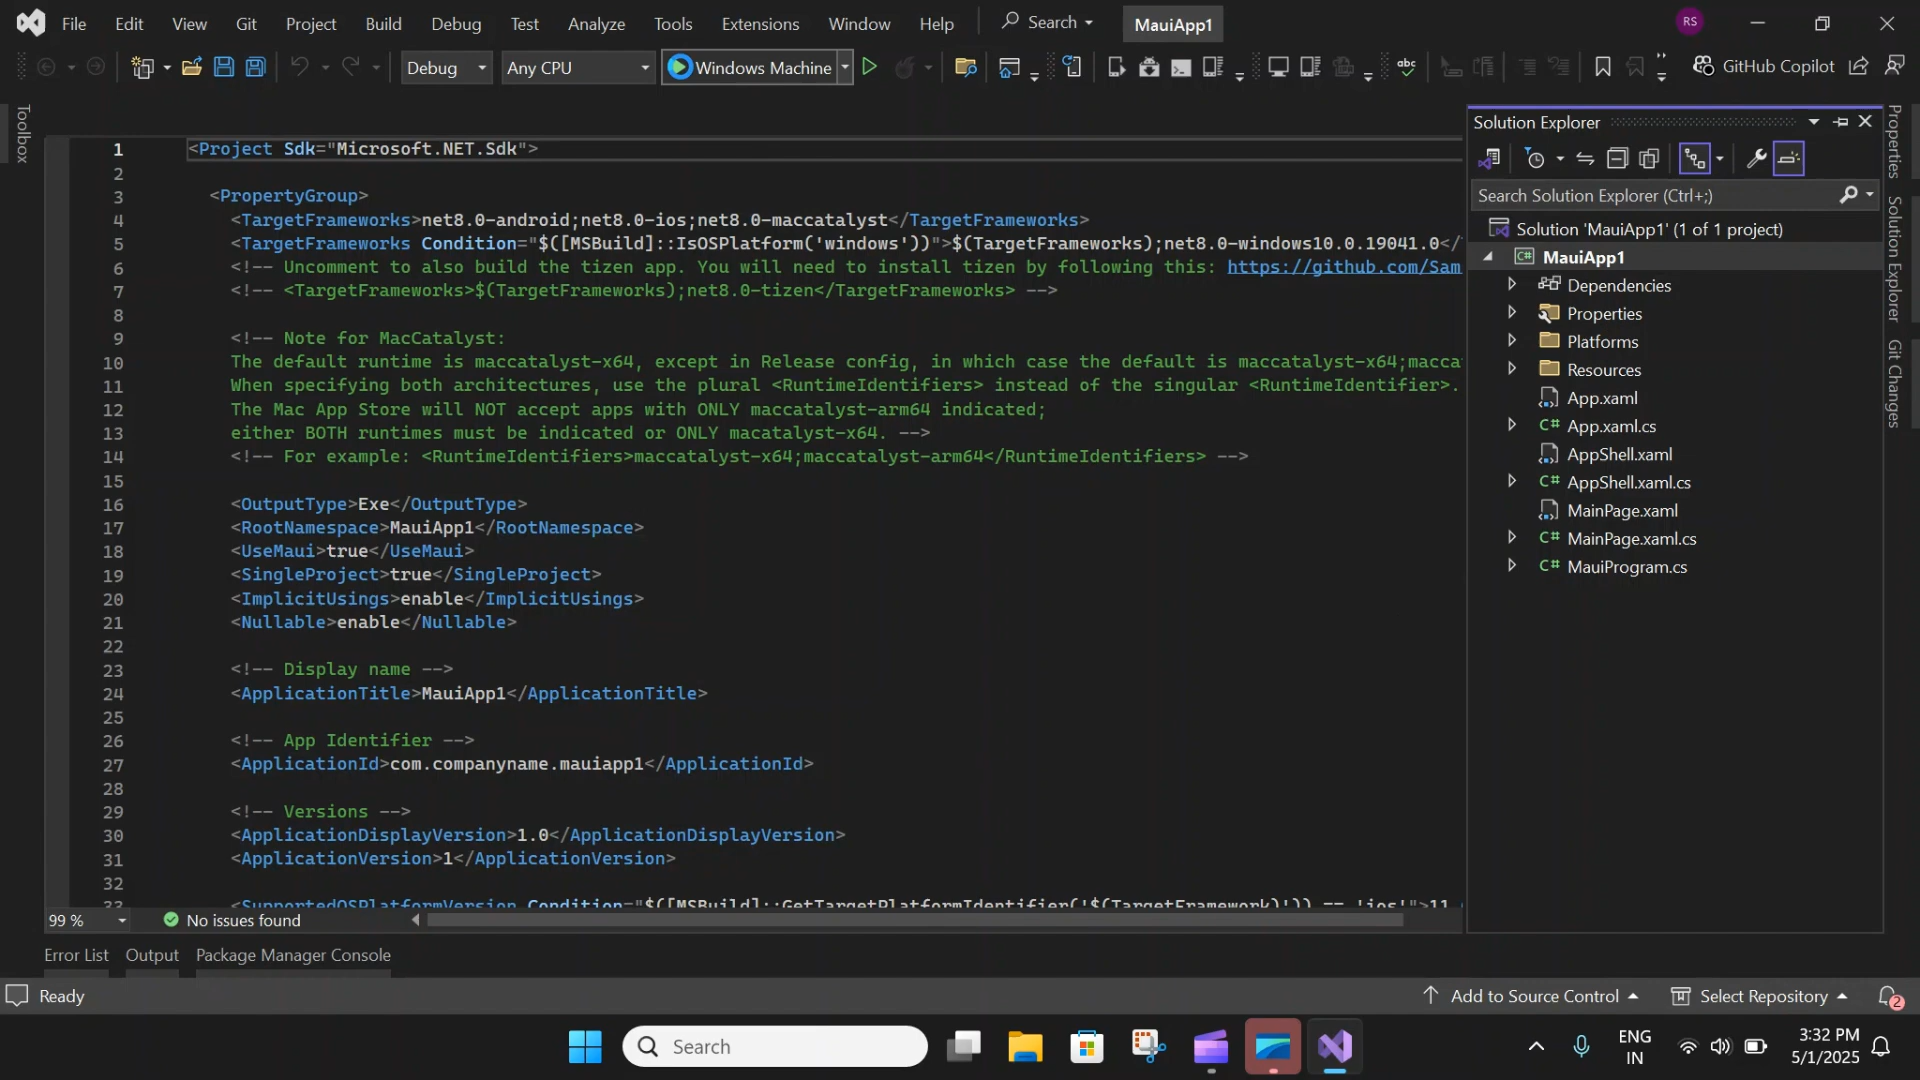 File Edit View Git Project Build Debug Test Analyze Tools Extensions Window Help Search MauiApp1 RS
Debug Any CPU Windows Machine abc GitHub Copilot
Toolbox
1 <Project Sdk="Microsoft.NET.Sdk">
2
3 <PropertyGroup>
4 <TargetFrameworks>net8.0-android;net8.0-ios;net8.0-maccatalyst</TargetFrameworks>
5 <TargetFrameworks Condition="$([MSBuild]::IsOSPlatform('windows'))">$(TargetFrameworks);net8.0-windows10.0.19041.0</
6 <!-- Uncomment to also build the tizen app. You will need to install tizen by following this: https://github.com/Sam
7 <!-- <TargetFrameworks>$(TargetFrameworks);net8.0-tizen</TargetFrameworks> -->
8
9 <!-- Note for MacCatalyst:
10 The default runtime is maccatalyst-x64, except in Release config, in which case the default is maccatalyst-x64;macca
11 When specifying both architectures, use the plural <RuntimeIdentifiers> instead of the singular <RuntimeIdentifier>.
12 The Mac App Store will NOT accept apps with ONLY maccatalyst-arm64 indicated;
13 either BOTH runtimes must be indicated or ONLY macatalyst-x64. -->
14 <!-- For example: <RuntimeIdentifiers>maccatalyst-x64;maccatalyst-arm64</RuntimeIdentifiers> -->
15
16 <OutputType>Exe</OutputType>
17 <RootNamespace>MauiApp1</RootNamespace>
18 <UseMaui>true</UseMaui>
19 <SingleProject>true</SingleProject>
20 <ImplicitUsings>enable</ImplicitUsings>
21 <Nullable>enable</Nullable>
22
23 <!-- Display name -->
24 <ApplicationTitle>MauiApp1</ApplicationTitle>
25
26 <!-- App Identifier -->
27 <ApplicationId>com.companyname.mauiapp1</ApplicationId>
28
29 <!-- Versions -->
30 <ApplicationDisplayVersion>1.0</ApplicationDisplayVersion>
31 <ApplicationVersion>1</ApplicationVersion>
32
33 <SupportedOSPlatformVersion Condition="$([MSBuild]::GetTargetPlatformIdentifier('$(TargetFramework)')) == 'ios'">11
99 % No issues found
Solution Explorer
Search Solution Explorer (Ctrl+;)
Solution 'MauiApp1' (1 of 1 project)
C# MauiApp1
Dependencies
Properties
Platforms
Resources
App.xaml
C# App.xaml.cs
AppShell.xaml
C# AppShell.xaml.cs
MainPage.xaml
C# MainPage.xaml.cs
C# MauiProgram.cs
Properties
Solution Explorer
Git Changes
Error List Output Package Manager Console
Ready Add to Source Control Select Repository 2
Search
ENG
IN
3:32 PM
5/1/2025